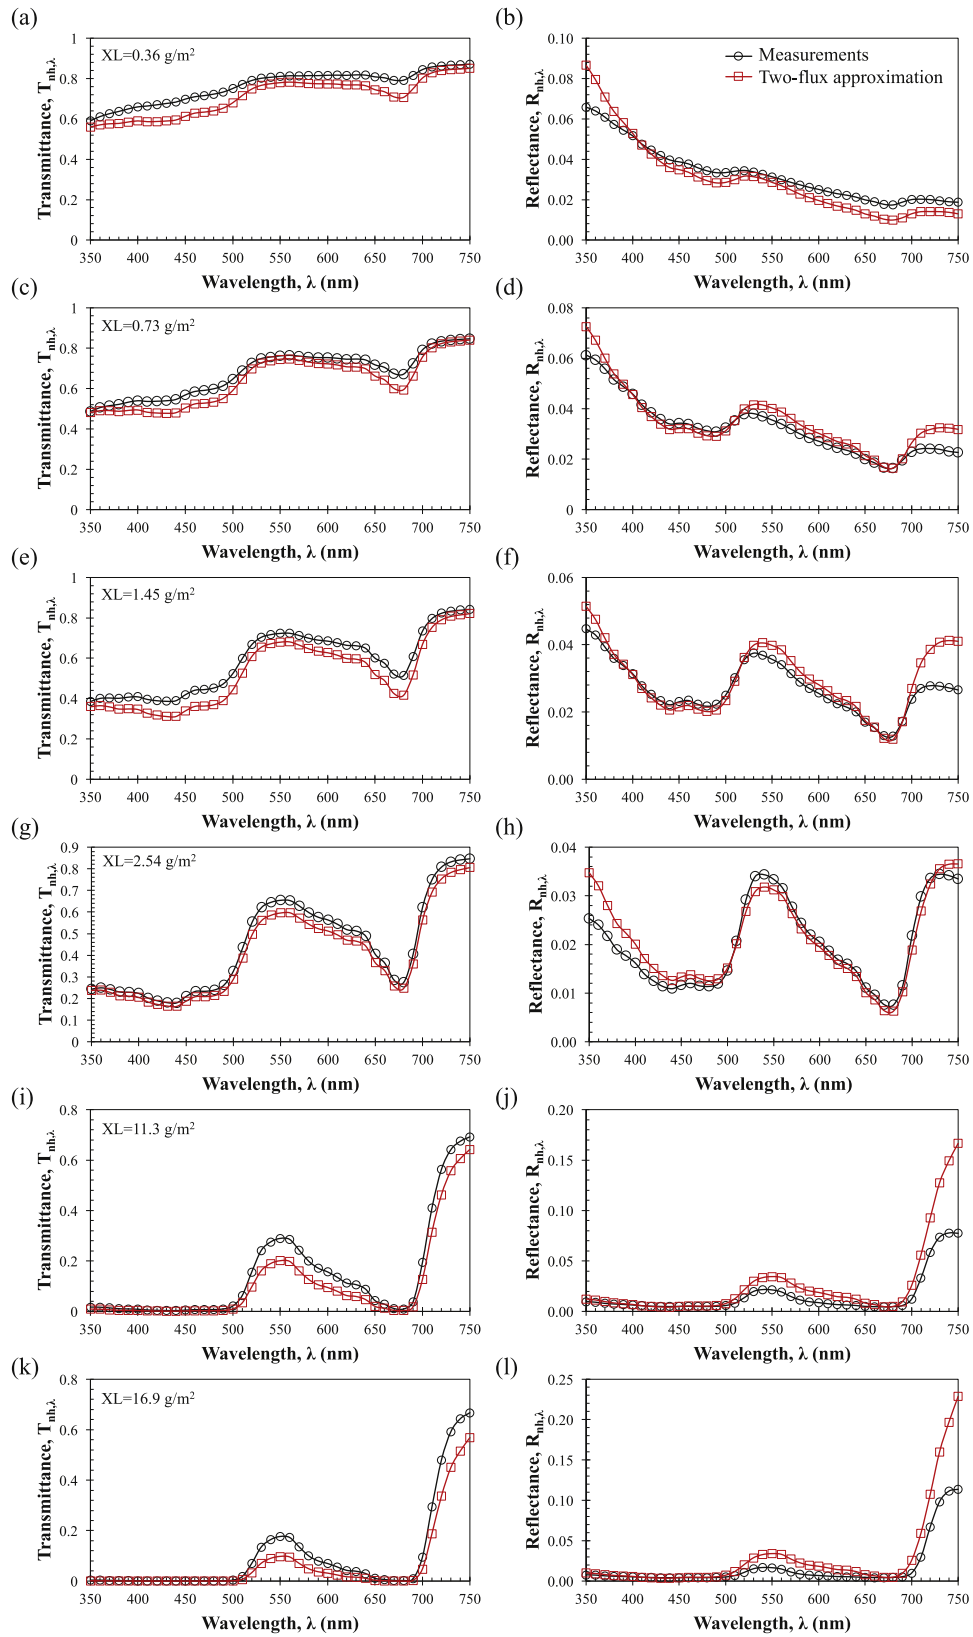 (a)
XL=0.36 g/m²
Transmittance, Tnh,λ
1
0.8
0.6
0.4
0.2
0
350 400 450 500 550 600 650 700 750
Wavelength, λ (nm)
(b)
Measurements
Two-flux approximation
Reflectance, Rnh,λ
0.10
0.08
0.06
0.04
0.02
0.00
350 400 450 500 550 600 650 700 750
Wavelength, λ (nm)
(c)
XL=0.73 g/m²
Transmittance, Tnh,λ
1
0.8
0.6
0.4
0.2
0
350 400 450 500 550 600 650 700 750
Wavelength, λ (nm)
(d)
Reflectance, Rnh,λ
0.08
0.06
0.04
0.02
0.00
350 400 450 500 550 600 650 700 750
Wavelength, λ (nm)
(e)
XL=1.45 g/m²
Transmittance, Tnh,λ
1
0.8
0.6
0.4
0.2
0
350 400 450 500 550 600 650 700 750
Wavelength, λ (nm)
(f)
Reflectance, Rnh,λ
0.06
0.04
0.02
0.00
350 400 450 500 550 600 650 700 750
Wavelength, λ (nm)
(g)
XL=2.54 g/m²
Transmittance, Tnh,λ
0.9
0.8
0.7
0.6
0.5
0.4
0.3
0.2
0.1
0
350 400 450 500 550 600 650 700 750
Wavelength, λ (nm)
(h)
Reflectance, Rnh,λ
0.04
0.03
0.02
0.01
0.00
350 400 450 500 550 600 650 700 750
Wavelength, λ (nm)
(i)
XL=11.3 g/m²
Transmittance, Tnh,λ
0.8
0.6
0.4
0.2
0
350 400 450 500 550 600 650 700 750
Wavelength, λ (nm)
(j)
Reflectance, Rnh,λ
0.20
0.15
0.10
0.05
0.00
350 400 450 500 550 600 650 700 750
Wavelength, λ (nm)
(k)
XL=16.9 g/m²
Transmittance, Tnh,λ
0.8
0.6
0.4
0.2
0
350 400 450 500 550 600 650 700 750
Wavelength, λ (nm)
(l)
Reflectance, Rnh,λ
0.25
0.20
0.15
0.10
0.05
0.00
350 400 450 500 550 600 650 700 750
Wavelength, λ (nm)